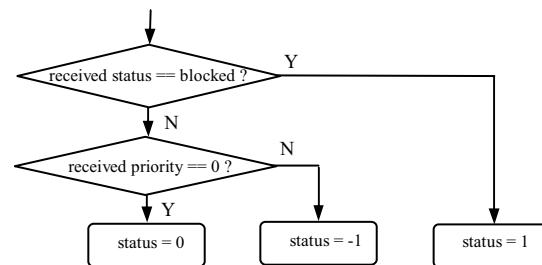 received status == blocked ?
Y
N
received priority == 0 ?
N
Y
status = 0
status = -1
status = 1